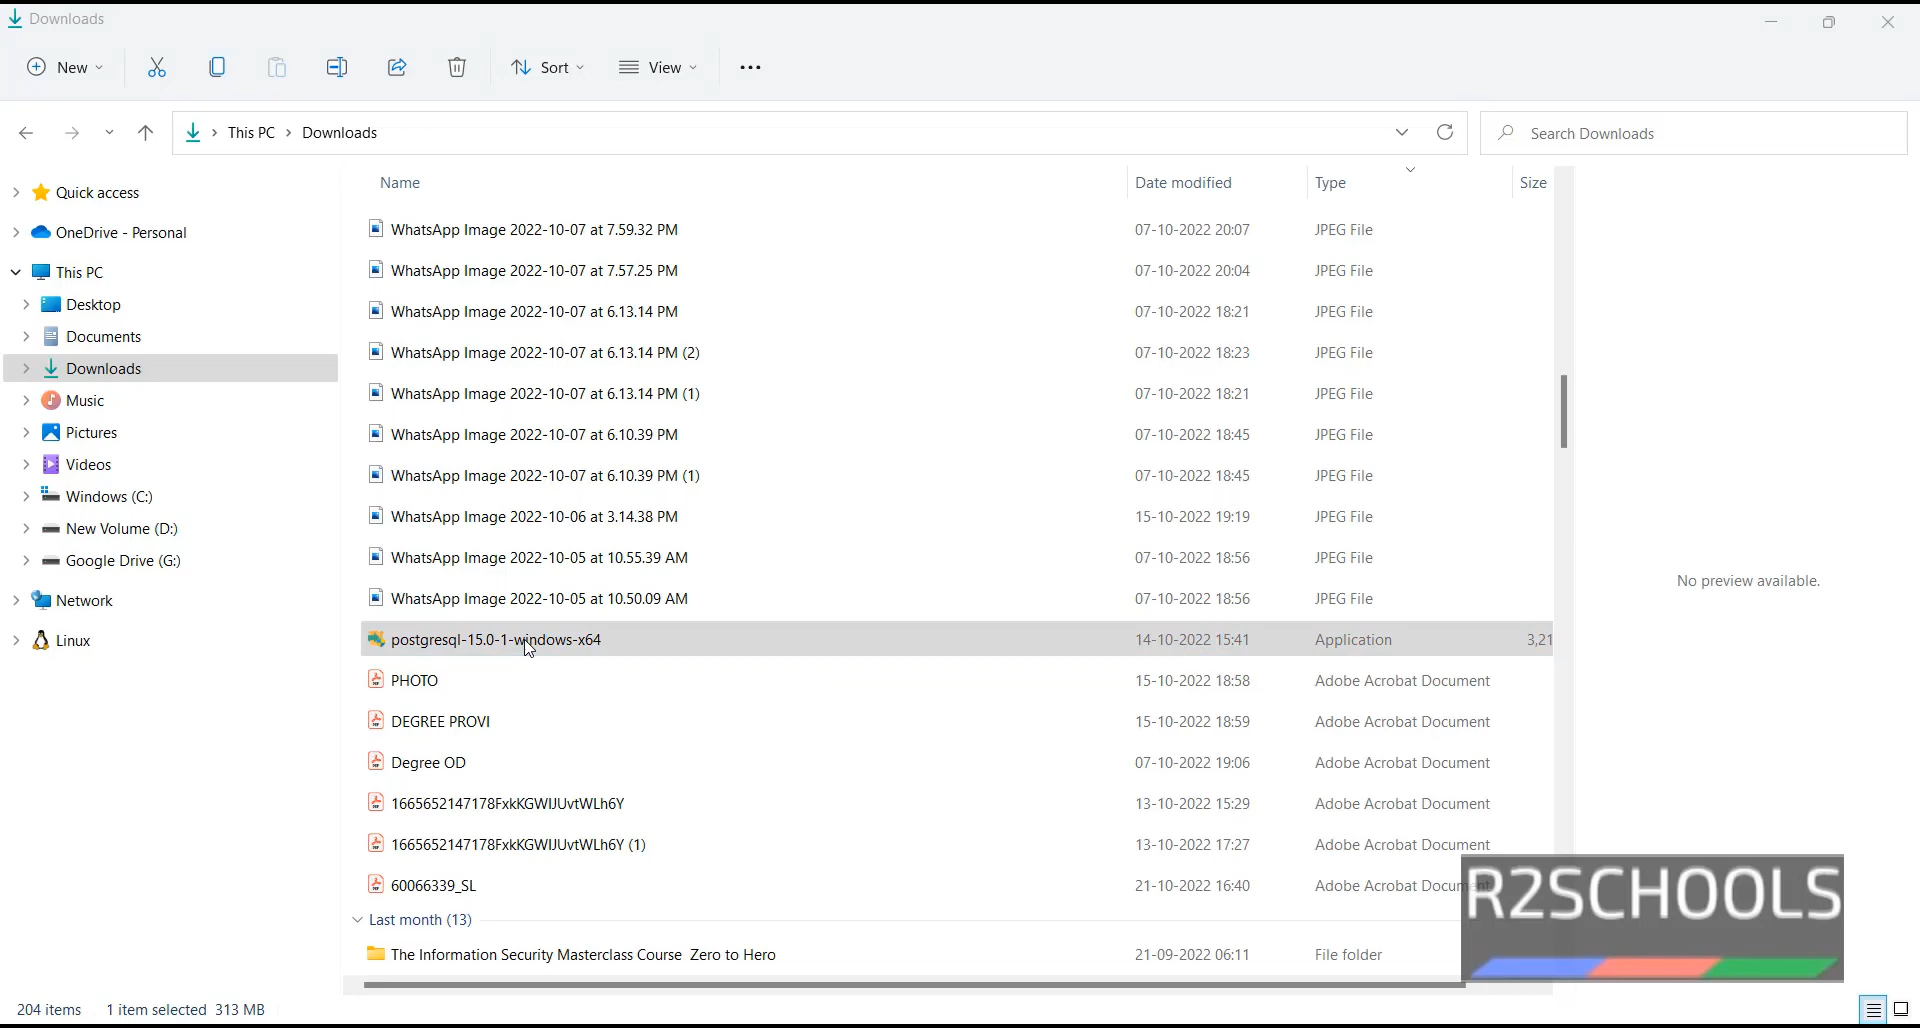 Downloads
New
Sort
View
This PC > Downloads
Search Downloads
Name Date modified Type Size
Quick access
OneDrive - Personal
This PC
Desktop
Documents
Downloads
Music
Pictures
Videos
Windows (C:)
New Volume (D:)
Google Drive (G:)
Network
Linux
WhatsApp Image 2022-10-07 at 7.59.32 PM 07-10-2022 20:07 JPEG File
WhatsApp Image 2022-10-07 at 7.57.25 PM 07-10-2022 20:04 JPEG File
WhatsApp Image 2022-10-07 at 6.13.14 PM 07-10-2022 18:21 JPEG File
WhatsApp Image 2022-10-07 at 6.13.14 PM (2) 07-10-2022 18:23 JPEG File
WhatsApp Image 2022-10-07 at 6.13.14 PM (1) 07-10-2022 18:21 JPEG File
WhatsApp Image 2022-10-07 at 6.10.39 PM 07-10-2022 18:45 JPEG File
WhatsApp Image 2022-10-07 at 6.10.39 PM (1) 07-10-2022 18:45 JPEG File
WhatsApp Image 2022-10-06 at 3.14.38 PM 15-10-2022 19:19 JPEG File
WhatsApp Image 2022-10-05 at 10.55.39 AM 07-10-2022 18:56 JPEG File
WhatsApp Image 2022-10-05 at 10.50.09 AM 07-10-2022 18:56 JPEG File
postgresql-15.0-1-windows-x64 14-10-2022 15:41 Application 3,21
PHOTO 15-10-2022 18:58 Adobe Acrobat Document
DEGREE PROVI 15-10-2022 18:59 Adobe Acrobat Document
Degree OD 07-10-2022 19:06 Adobe Acrobat Document
1665652147178FxkKGWIJUvtWLh6Y 13-10-2022 15:29 Adobe Acrobat Document
1665652147178FxkKGWIJUvtWLh6Y (1) 13-10-2022 17:27 Adobe Acrobat Document
60066339_SL 21-10-2022 16:40 Adobe Acrobat Document
Last month (13)
The Information Security Masterclass Course Zero to Hero 21-09-2022 06:11 File folder
No preview available.
R2SCHOOLS
204 items 1 item selected 313 MB